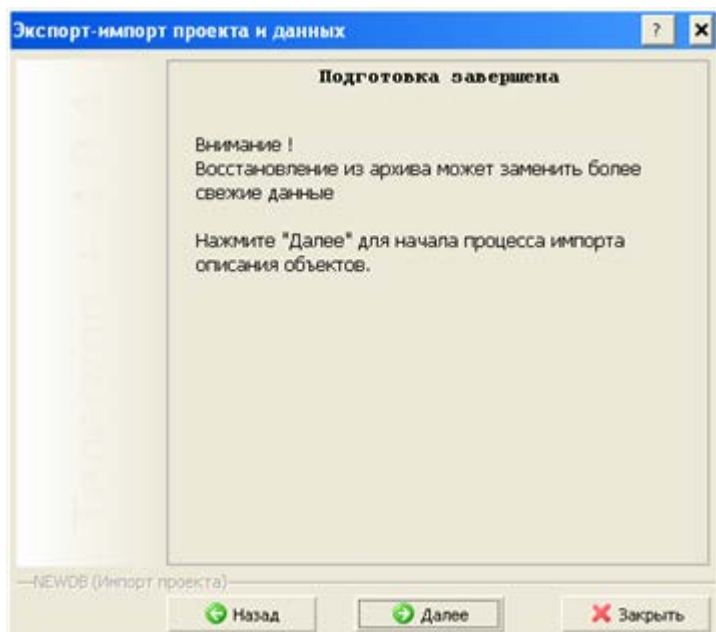 Экспорт-импорт проекта и данных
Подготовка завершена
Внимание !
Восстановление из архива может заменить более
свежие данные
Нажмите "Далее" для начала процесса импорта
описания объектов.
NEWDB (Импорт проекта)
Назад
Далее
Закрыть